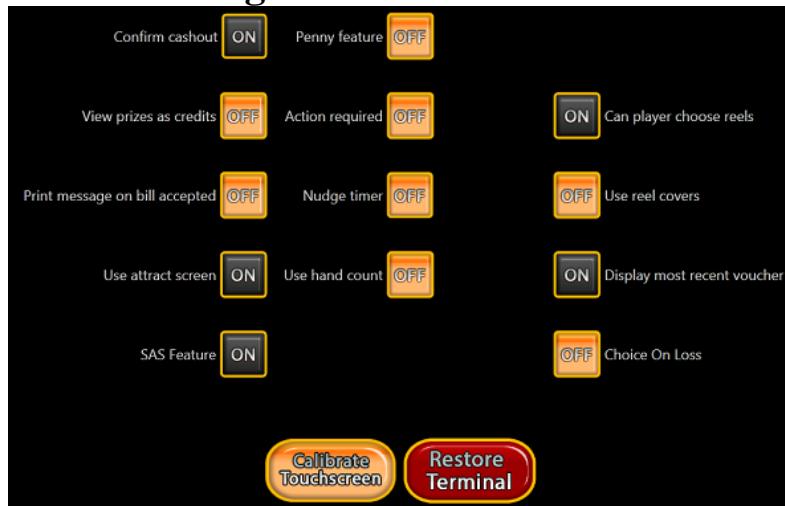 Confirm cashout ON Penny feature OFF
View prizes as credits OFF Action required OFF ON Can player choose reels
Print message on bill accepted OFF Nudge timer OFF OFF Use reel covers
Use attract screen ON Use hand count OFF ON Display most recent voucher
SAS Feature ON OFF Choice On Loss
Calibrate
Touchscreen
Restore
Terminal